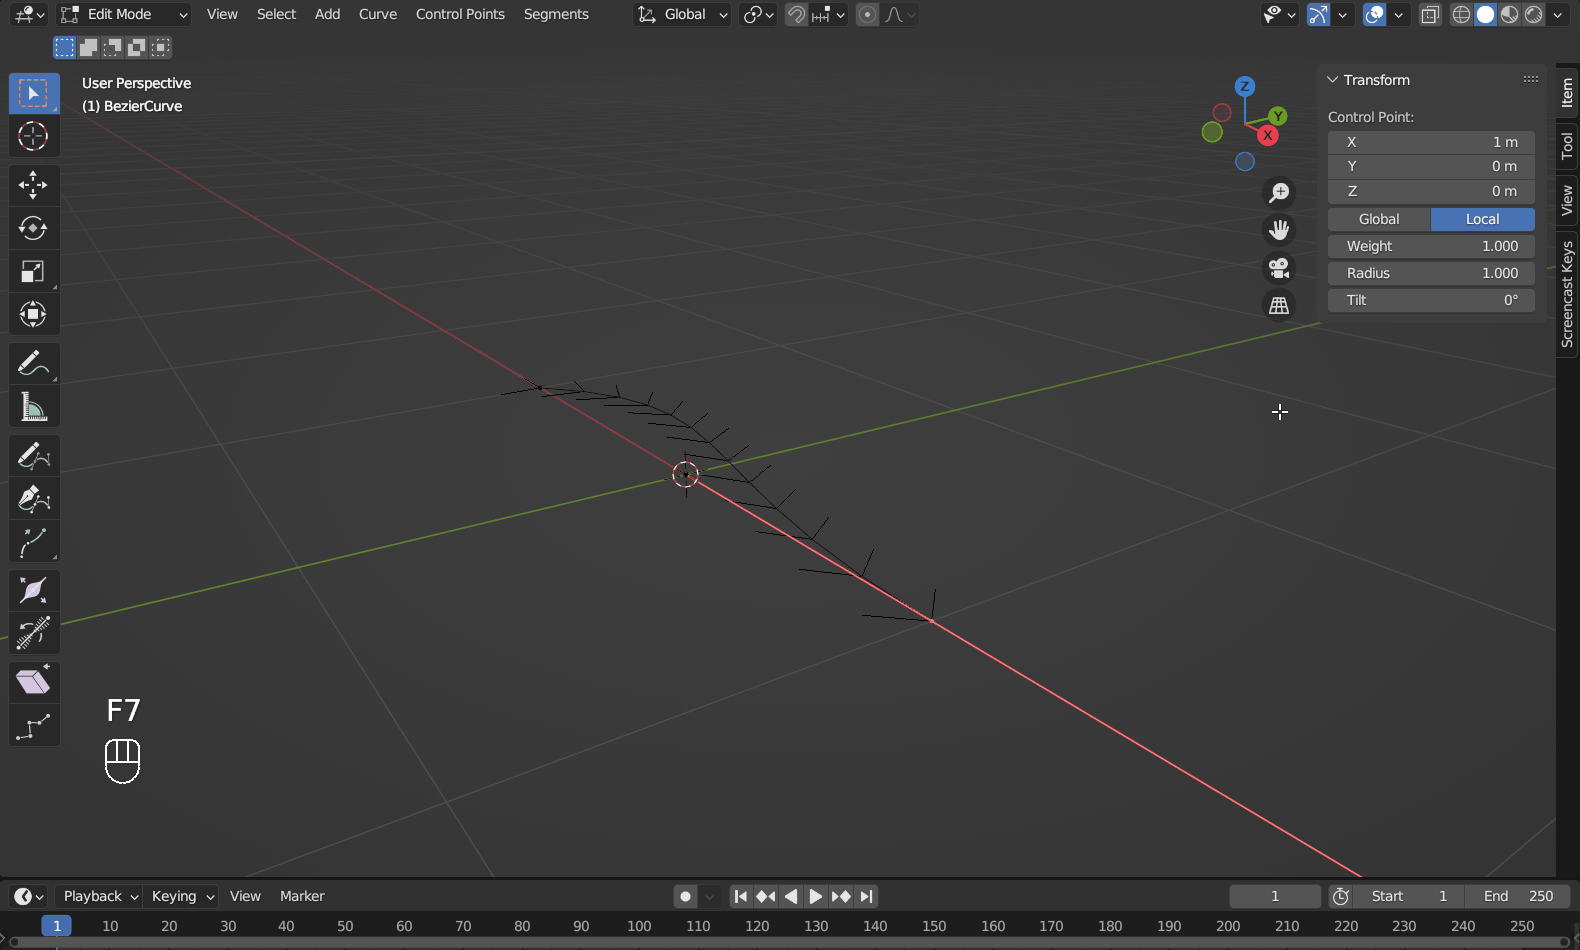 Edit Mode View Select Add Curve Control Points Segments Global
User Perspective
(1) BezierCurve
Z
Y
X
Transform
Control Point:
X 1 m
Y 0 m
Z 0 m
Global Local
Weight 1.000
Radius 1.000
Tilt 0°
Item
Tool
View
Screencast Keys
F7
Playback Keying View Marker 1 Start 1 End 250
1 10 20 30 40 50 60 70 80 90 100 110 120 130 140 150 160 170 180 190 200 210 220 230 240 250